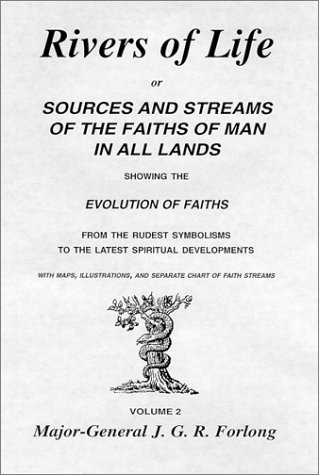 Rivers of Life
or
SOURCES AND STREAMS
OF THE FAITHS OF MAN
IN ALL LANDS
SHOWING THE
EVOLUTION OF FAITHS
FROM THE RUDEST SYMBOLISMS
TO THE LATEST SPIRITUAL DEVELOPMENTS
WITH MAPS, ILLUSTRATIONS, AND SEPARATE CHART OF FAITH STREAMS
VOLUME 2
Major-General J. G. R. Forlong